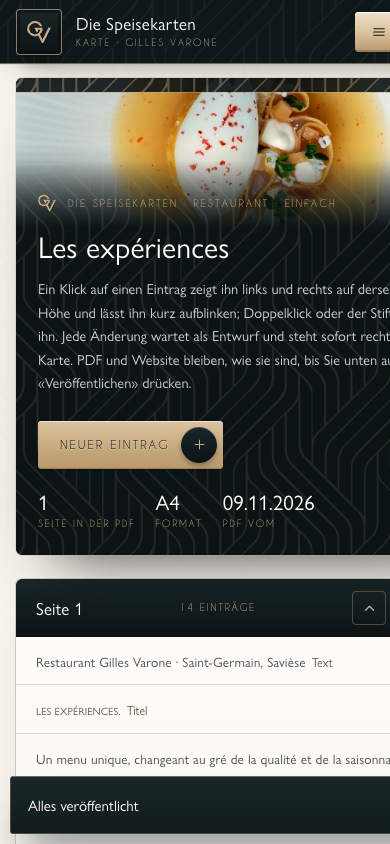 GV
Die Speisekarten
KARTE · GILLES VARONE
DIE SPEISEKARTEN RESTAURANT EINFACH
Les expériences
Ein Klick auf einen Eintrag zeigt ihn links und rechts auf derse
Höhe und lässt ihn kurz aufblinken; Doppelklick oder der Stif
ihn. Jede Änderung wartet als Entwurf und steht sofort recht
Karte. PDF und Website bleiben, wie sie sind, bis Sie unten au
«Veröffentlichen» drücken.
NEUER EINTRAG
1 A4 09.11.2026
SEITE IN DER PDF FORMAT PDF VOM
Seite 1 14 EINTRÄGE
Restaurant Gilles Varone · Saint-Germain, Savièse Text
LES EXPÉRIENCES. Titel
Un menu unique, changeant au gré de la qualité et de la saisonna
Alles veröffentlicht